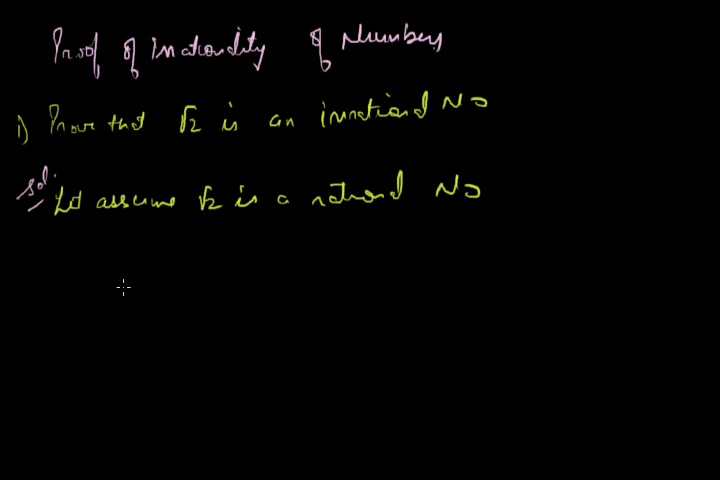 Proof of irrationality of Numbers
1) Prove that √2 is an irrational No
Sol. Let assume √2 is a rational No